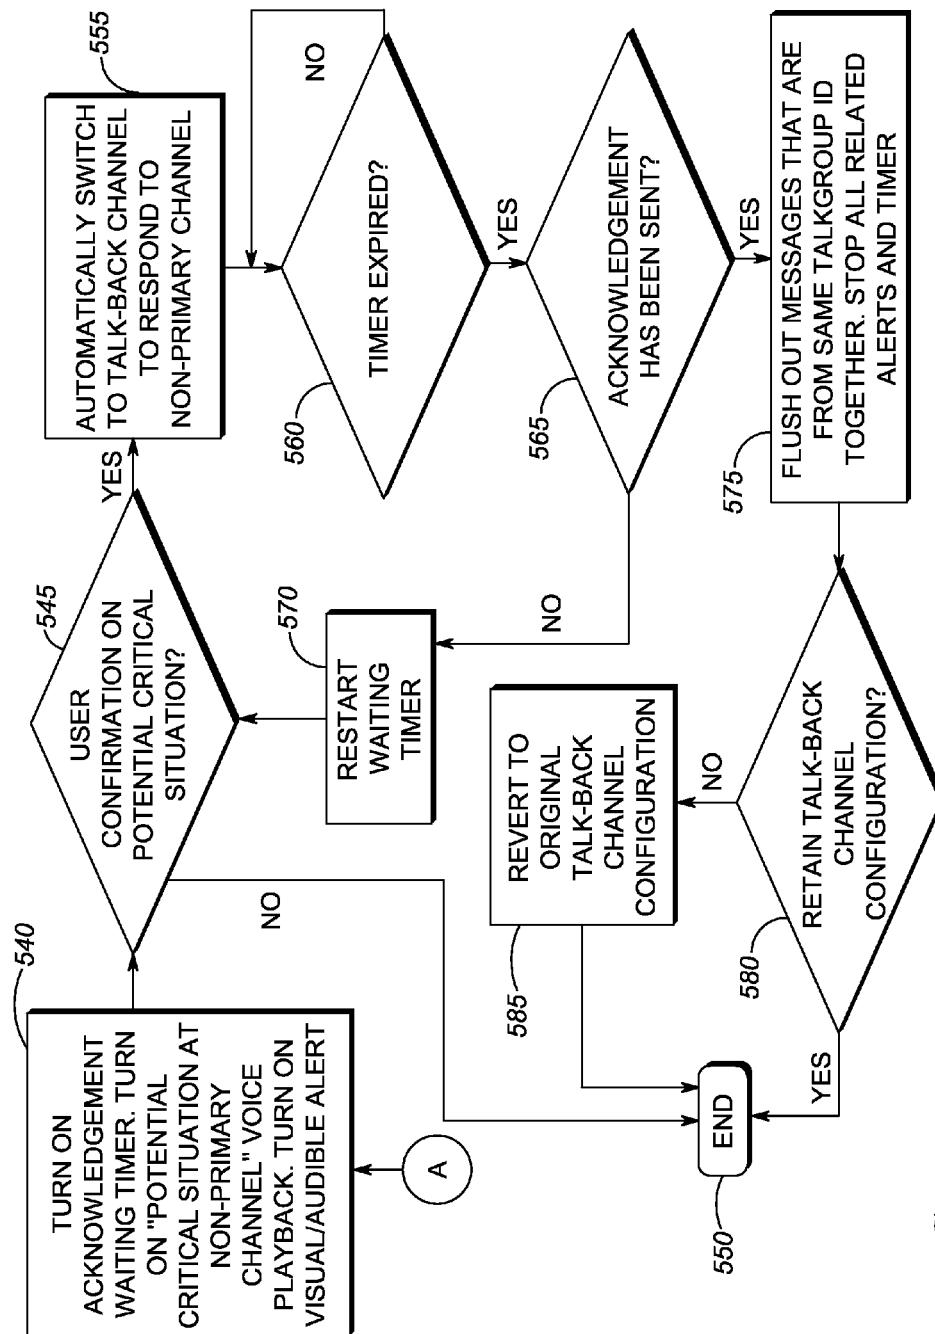 540
TURN ON
ACKNOWLEDGEMENT
WAITING TIMER. TURN
ON "POTENTIAL
CRITICAL SITUATION AT
NON-PRIMARY
CHANNEL" VOICE
PLAYBACK. TURN ON
VISUAL/AUDIBLE ALERT
A
545
USER
CONFIRMATION ON
POTENTIAL CRITICAL
SITUATION?
YES
NO
555
AUTOMATICALLY SWITCH
TO TALK-BACK CHANNEL
TO RESPOND TO
NON-PRIMARY CHANNEL
560
TIMER EXPIRED?
NO
YES
565
ACKNOWLEDGEMENT
HAS BEEN SENT?
NO
YES
570
RESTART
WAITING
TIMER
575
FLUSH OUT MESSAGES THAT ARE
FROM SAME TALKGROUP ID
TOGETHER. STOP ALL RELATED
ALERTS AND TIMER
580
RETAIN TALK-BACK
CHANNEL
CONFIGURATION?
NO
YES
585
REVERT TO
ORIGINAL
TALK-BACK
CHANNEL
CONFIGURATION
END
550